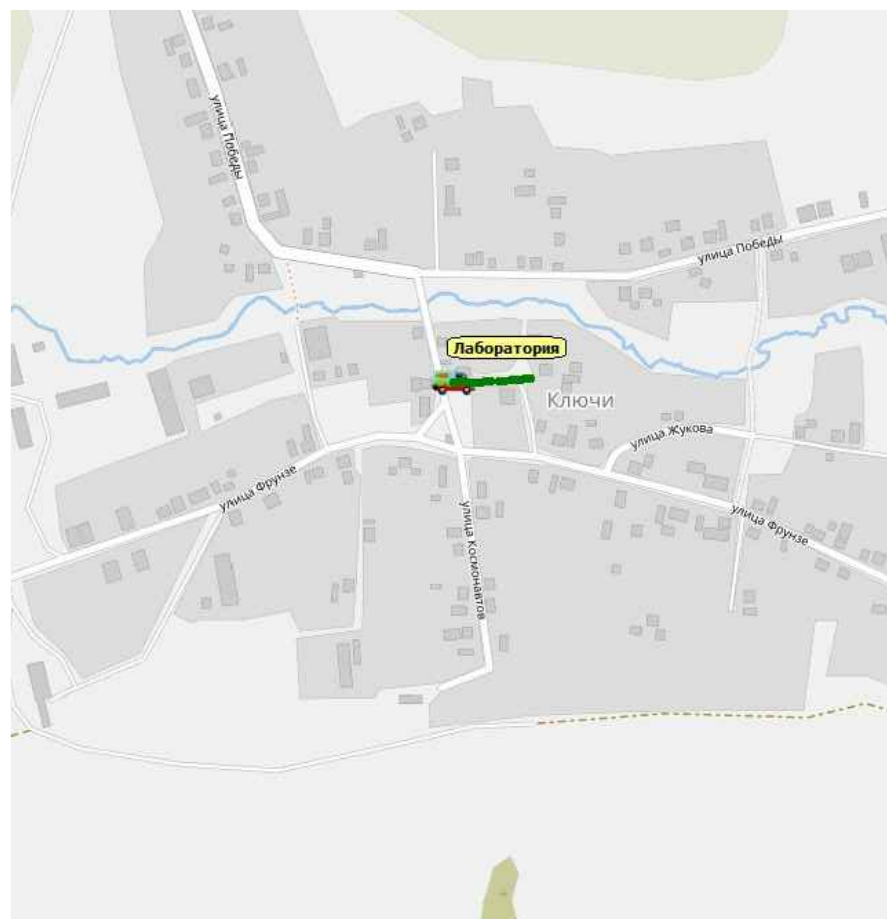 улица Победы
улица Победы
Лаборатория
Ключи
улица Жукова
улица Фрунзе
улица Космонавтов
улица Фрунзе